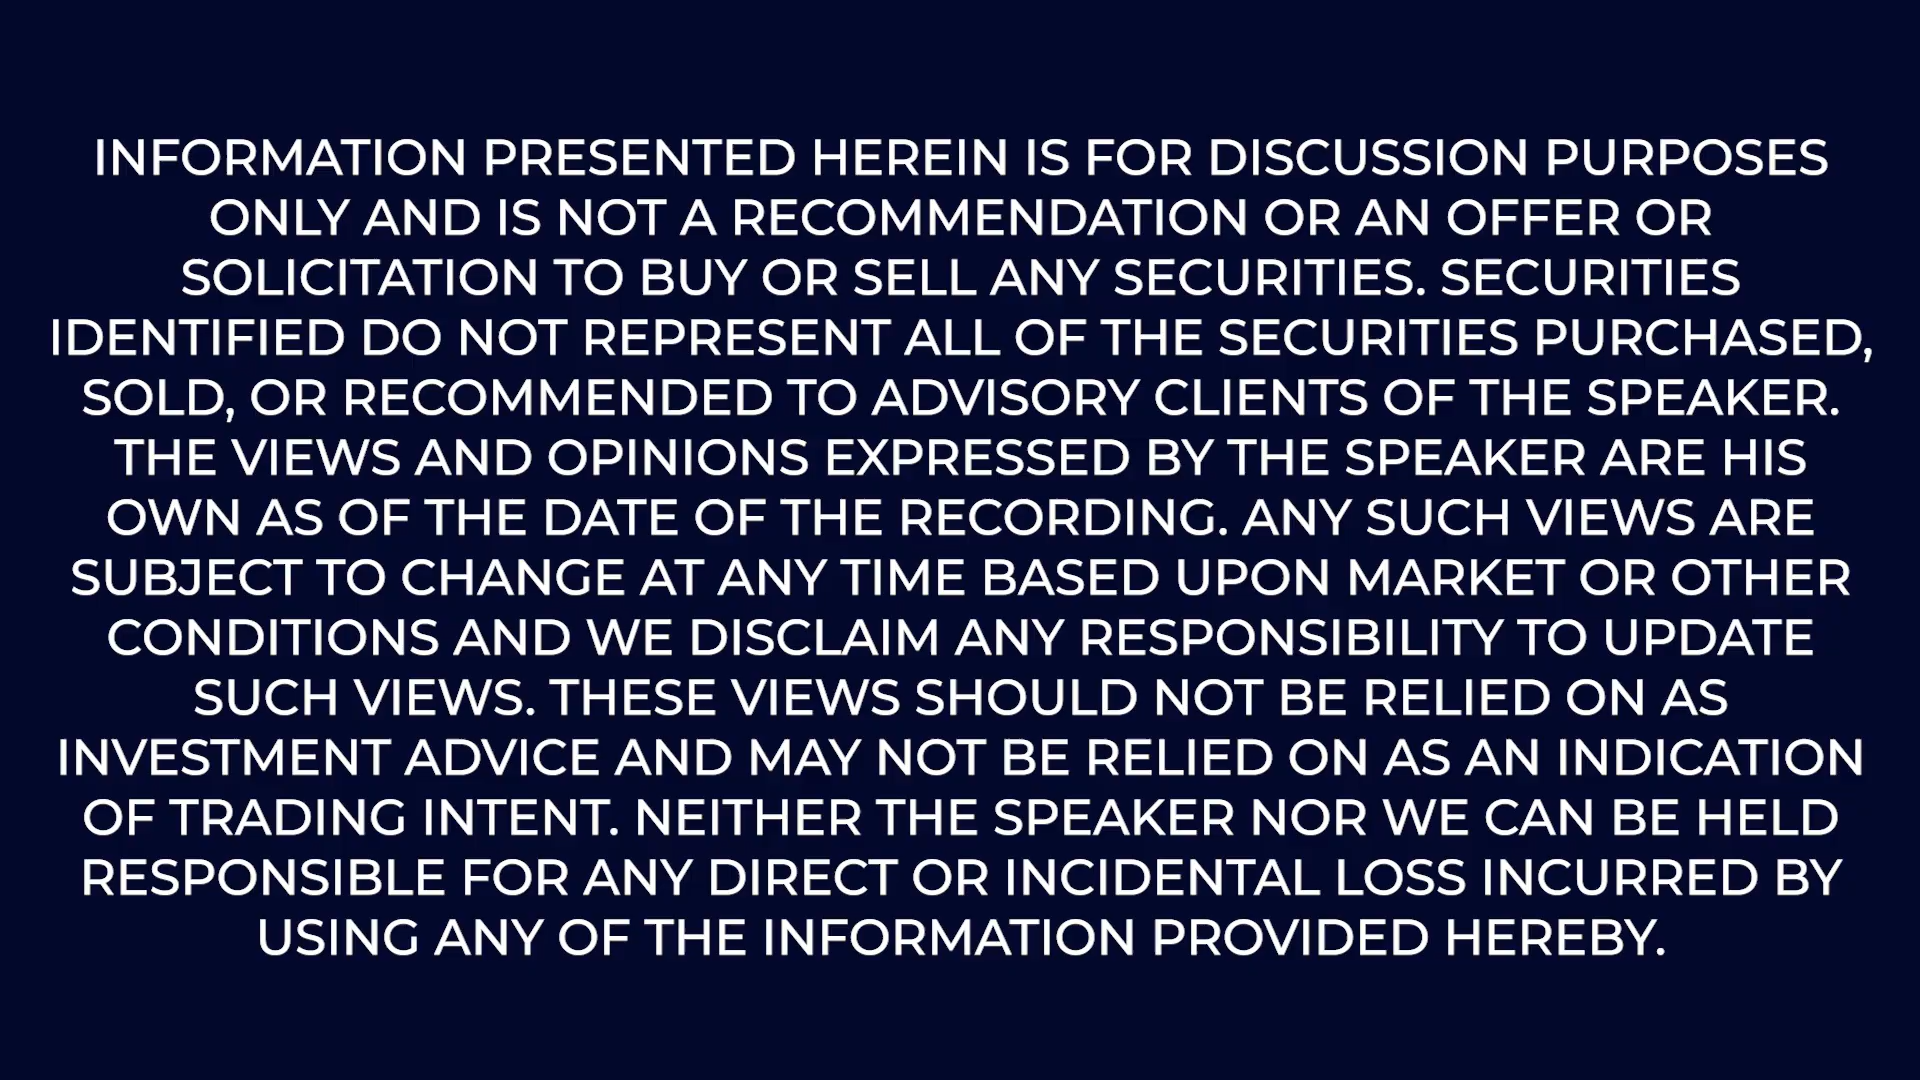 INFORMATION PRESENTED HEREIN IS FOR DISCUSSION PURPOSES
ONLY AND IS NOT A RECOMMENDATION OR AN OFFER OR
SOLICITATION TO BUY OR SELL ANY SECURITIES. SECURITIES
IDENTIFIED DO NOT REPRESENT ALL OF THE SECURITIES PURCHASED,
SOLD, OR RECOMMENDED TO ADVISORY CLIENTS OF THE SPEAKER.
THE VIEWS AND OPINIONS EXPRESSED BY THE SPEAKER ARE HIS
OWN AS OF THE DATE OF THE RECORDING. ANY SUCH VIEWS ARE
SUBJECT TO CHANGE AT ANY TIME BASED UPON MARKET OR OTHER
CONDITIONS AND WE DISCLAIM ANY RESPONSIBILITY TO UPDATE
SUCH VIEWS. THESE VIEWS SHOULD NOT BE RELIED ON AS
INVESTMENT ADVICE AND MAY NOT BE RELIED ON AS AN INDICATION
OF TRADING INTENT. NEITHER THE SPEAKER NOR WE CAN BE HELD
RESPONSIBLE FOR ANY DIRECT OR INCIDENTAL LOSS INCURRED BY
USING ANY OF THE INFORMATION PROVIDED HEREBY.